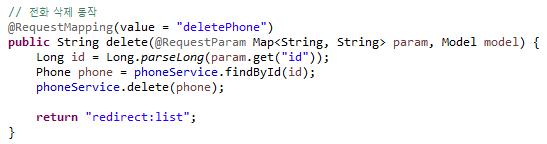 // 전화 삭제 동작
@RequestMapping(value = "deletePhone")
public String delete(@RequestParam Map<String, String> param, Model model) {
    Long id = Long.parseLong(param.get("id"));
    Phone phone = phoneService.findById(id);
    phoneService.delete(phone);

    return "redirect:list";
}